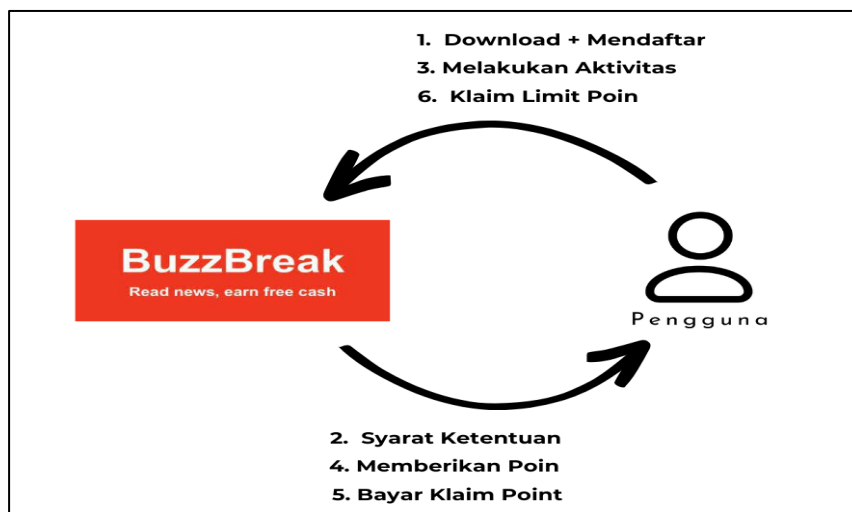 1. Download + Mendaftar
3. Melakukan Aktivitas
6. Klaim Limit Poin
BuzzBreak
Read news, earn free cash
Pengguna
2. Syarat Ketentuan
4. Memberikan Poin
5. Bayar Klaim Point